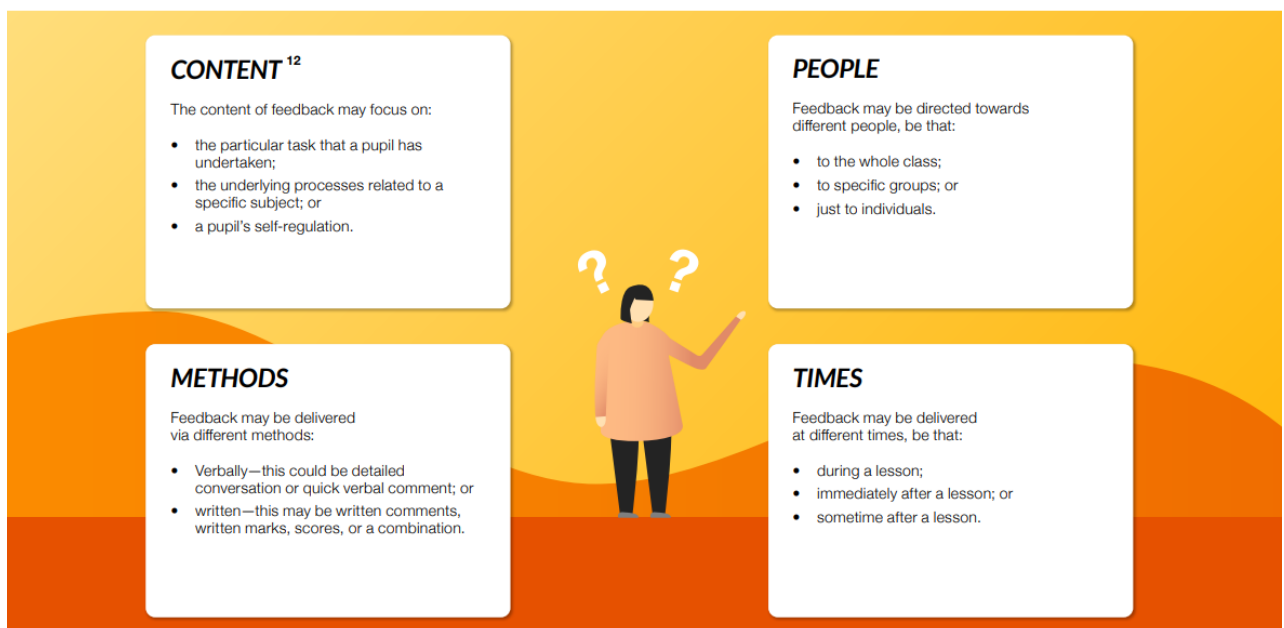 CONTENT 12
The content of feedback may focus on:
• the particular task that a pupil has
undertaken;
• the underlying processes related to a
specific subject; or
• a pupil's self-regulation.
PEOPLE
Feedback may be directed towards
different people, be that:
• to the whole class;
• to specific groups; or
• just to individuals.
? ?
METHODS
Feedback may be delivered
via different methods:
• Verbally—this could be detailed
conversation or quick verbal comment; or
• written—this may be written comments,
written marks, scores, or a combination.
TIMES
Feedback may be delivered
at different times, be that:
• during a lesson;
• immediately after a lesson; or
• sometime after a lesson.